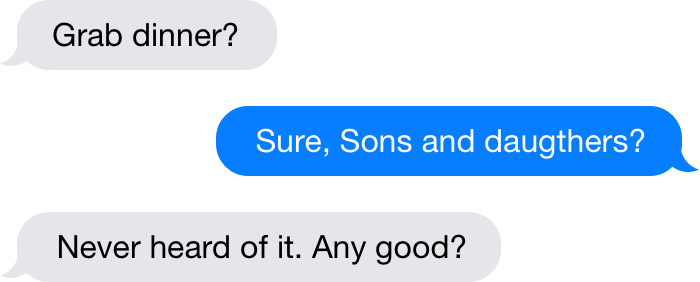 Grab dinner?
Sure, Sons and daugthers?
Never heard of it. Any good?